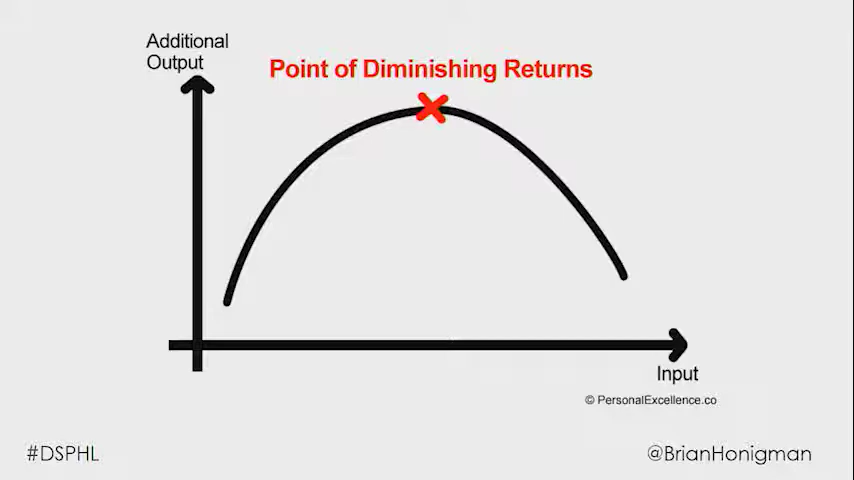 Additional
Output
Point of Diminishing Returns
Input
© PersonalExcellence.co
#DSPHL
@BrianHonigman